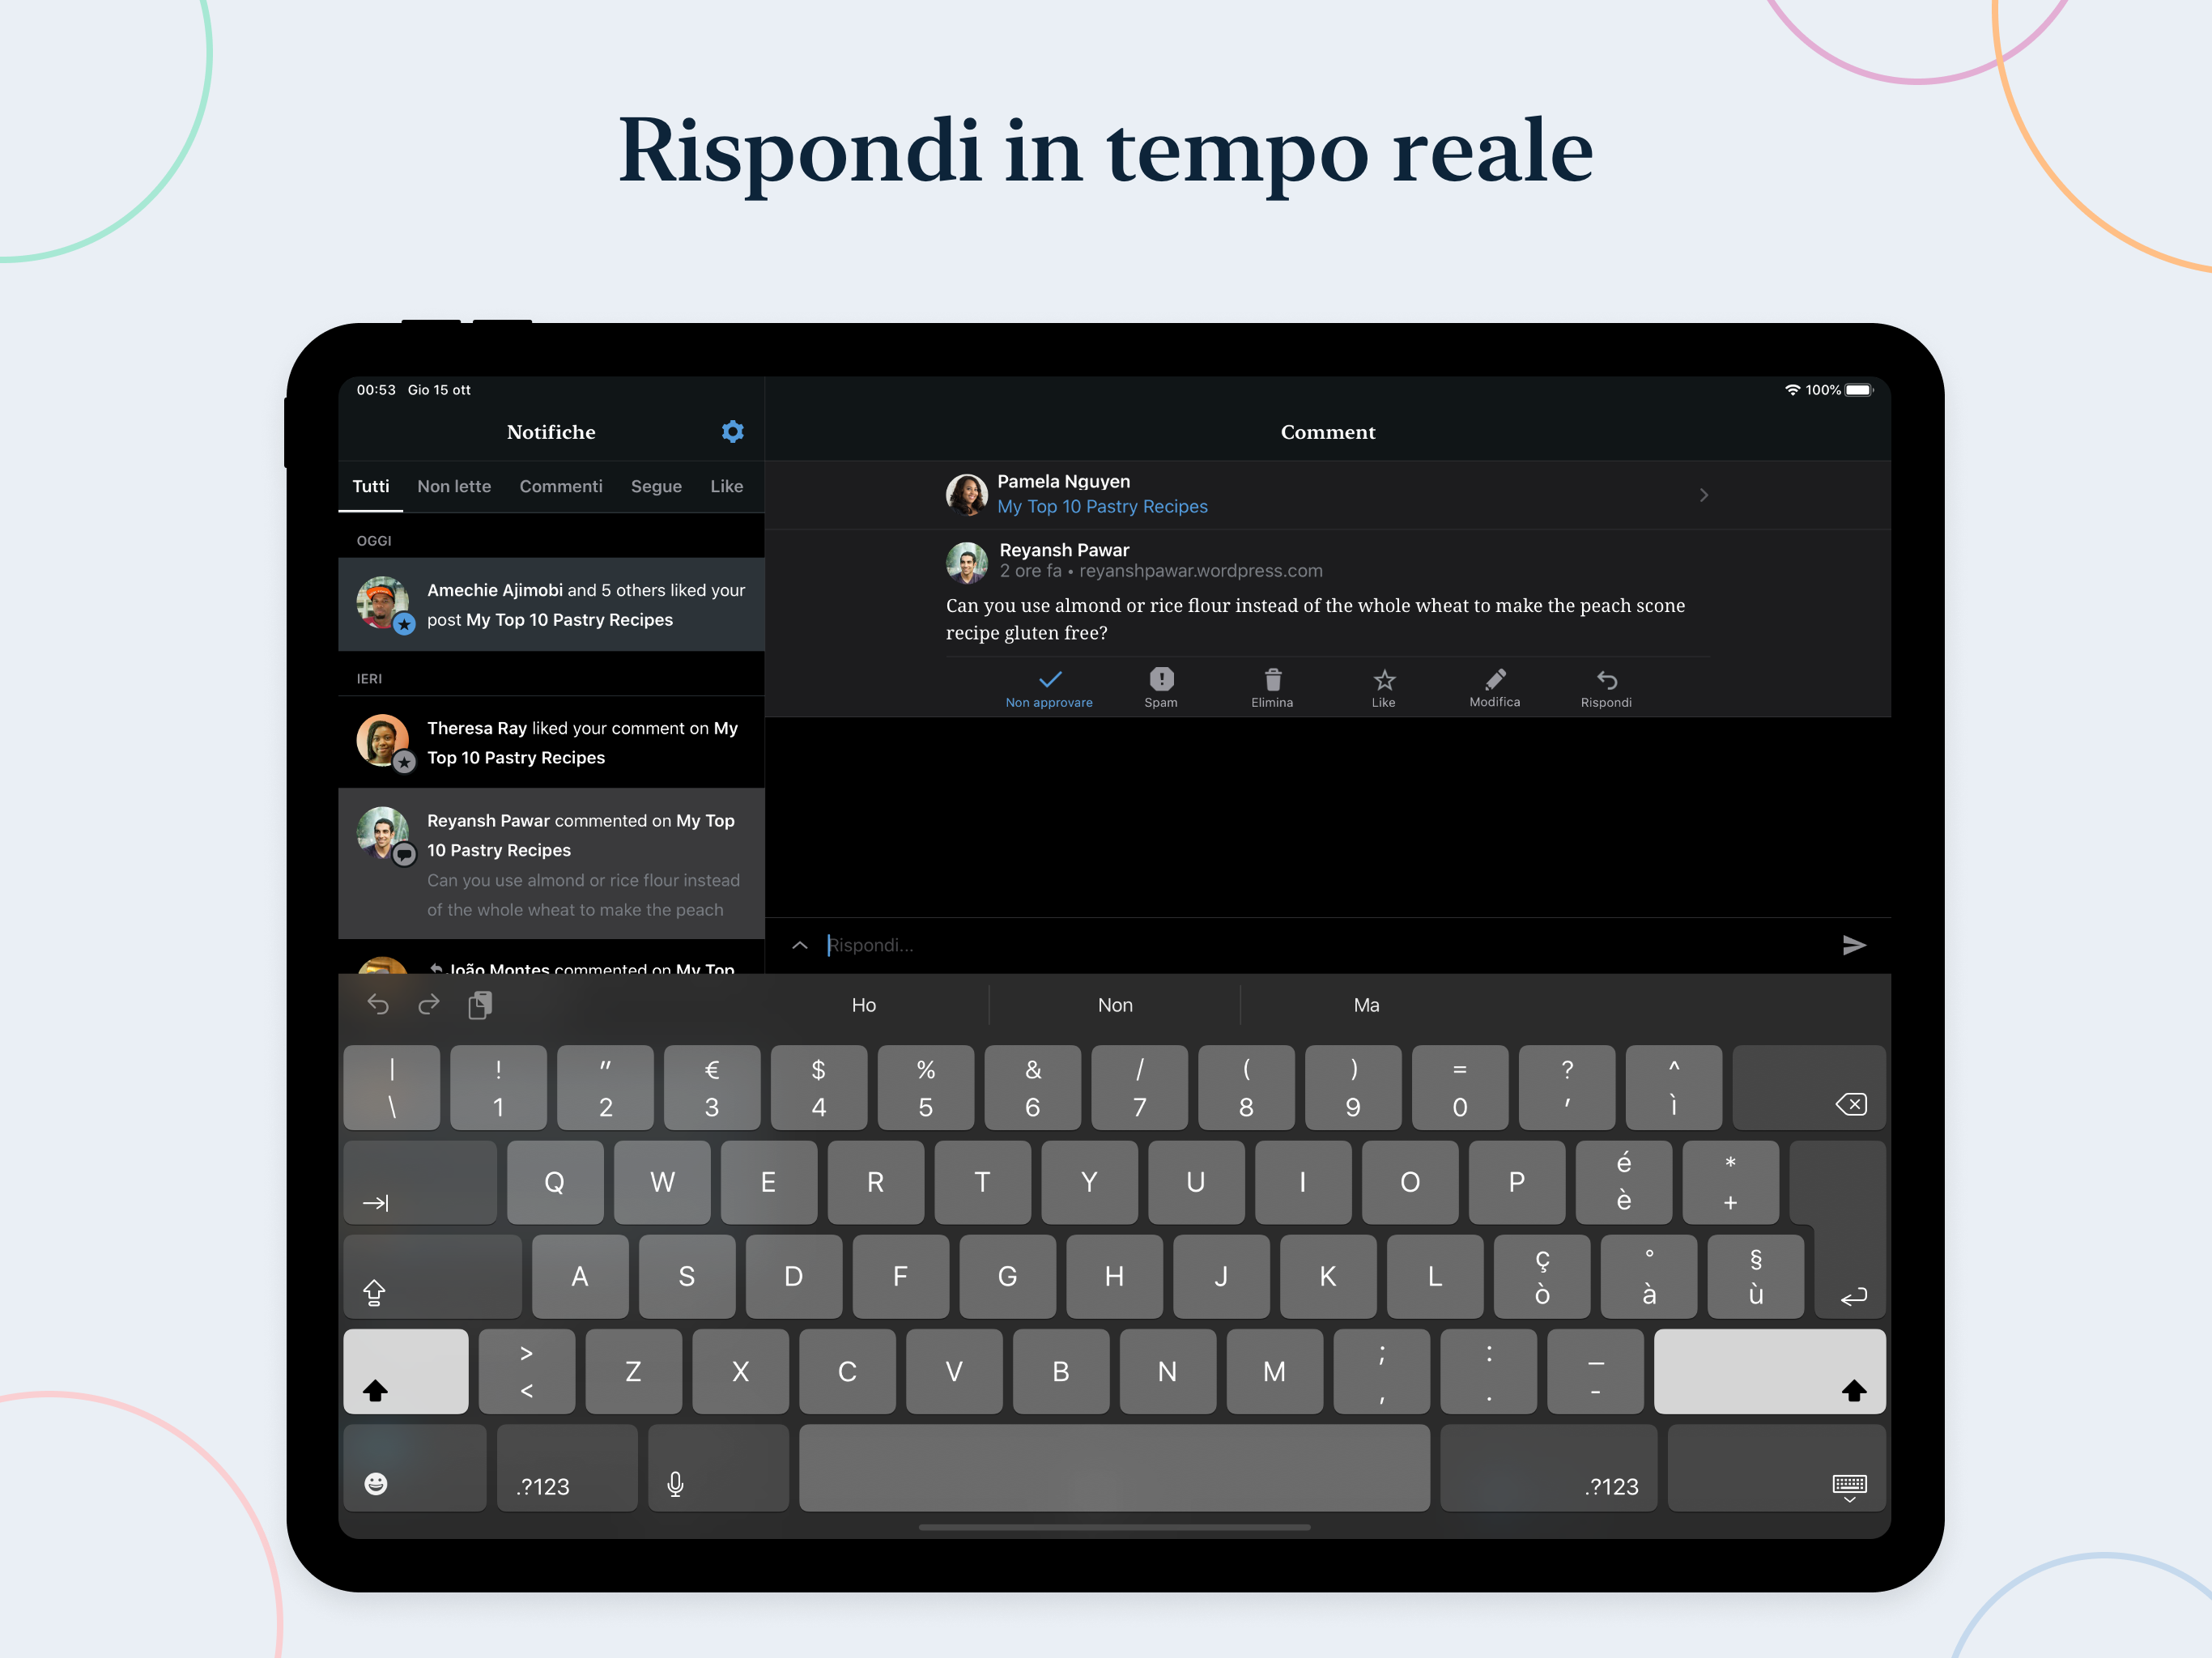 Rispondi in tempo reale
00:53 Gio 15 ott
100%
Notifiche
Comment
Tutti Non lette Commenti Segue Like
OGGI
Amechie Ajimobi and 5 others liked your
post My Top 10 Pastry Recipes
IERI
Theresa Ray liked your comment on My
Top 10 Pastry Recipes
Reyansh Pawar commented on My Top
10 Pastry Recipes
Can you use almond or rice flour instead
of the whole wheat to make the peach
João Montes commented on My Top
Pamela Nguyen
My Top 10 Pastry Recipes
Reyansh Pawar
2 ore fa • reyanshpawar.wordpress.com
Can you use almond or rice flour instead of the whole wheat to make the peach scone
recipe gluten free?
Non approvare Spam Elimina Like Modifica Rispondi
Rispondi...
Ho Non Ma
| ! " € $ % & / ( ) = ? ^
\ 1 2 3 4 5 6 7 8 9 0 ' ì
Q W E R T Y U I O P é è * +
A S D F G H J K L ç ò ° à § ù
> < Z X C V B N M ; , : . _ -
.?123 .?123